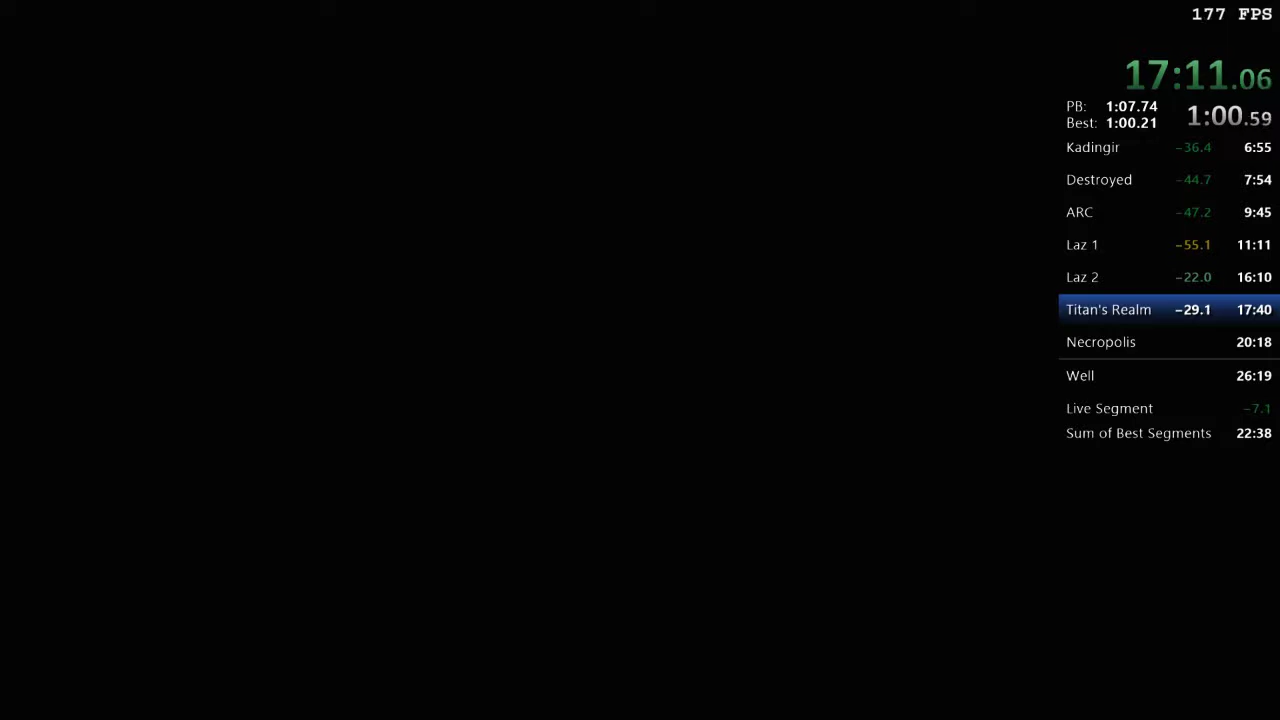 177 FPS
17:11.06
PB: 1:07.74
Best: 1:00.21
1:00.59
Kadingir -36.4 6:55
Destroyed -44.7 7:54
ARC -47.2 9:45
Laz 1 -55.1 11:11
Laz 2 -22.0 16:10
Titan's Realm -29.1 17:40
Necropolis 20:18
Well 26:19
Live Segment -7.1
Sum of Best Segments 22:38